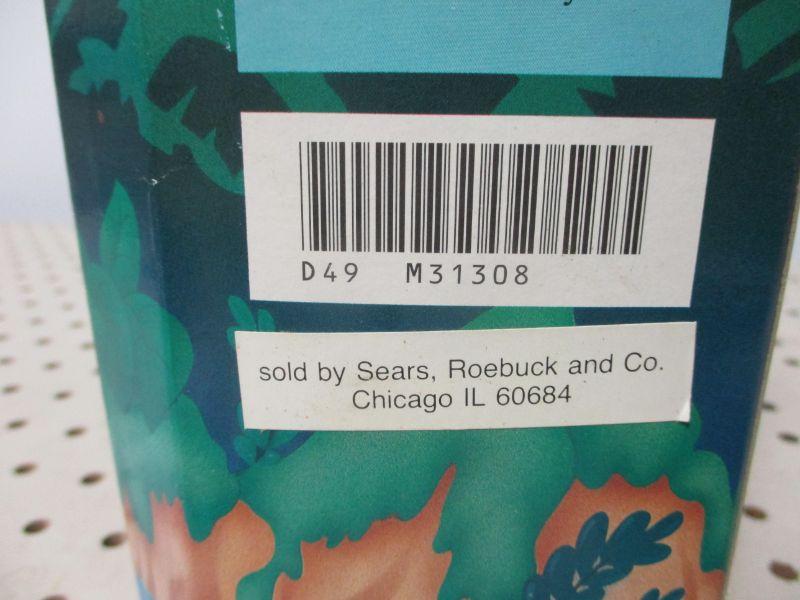 D49 M31308
sold by Sears, Roebuck and Co.
Chicago IL 60684